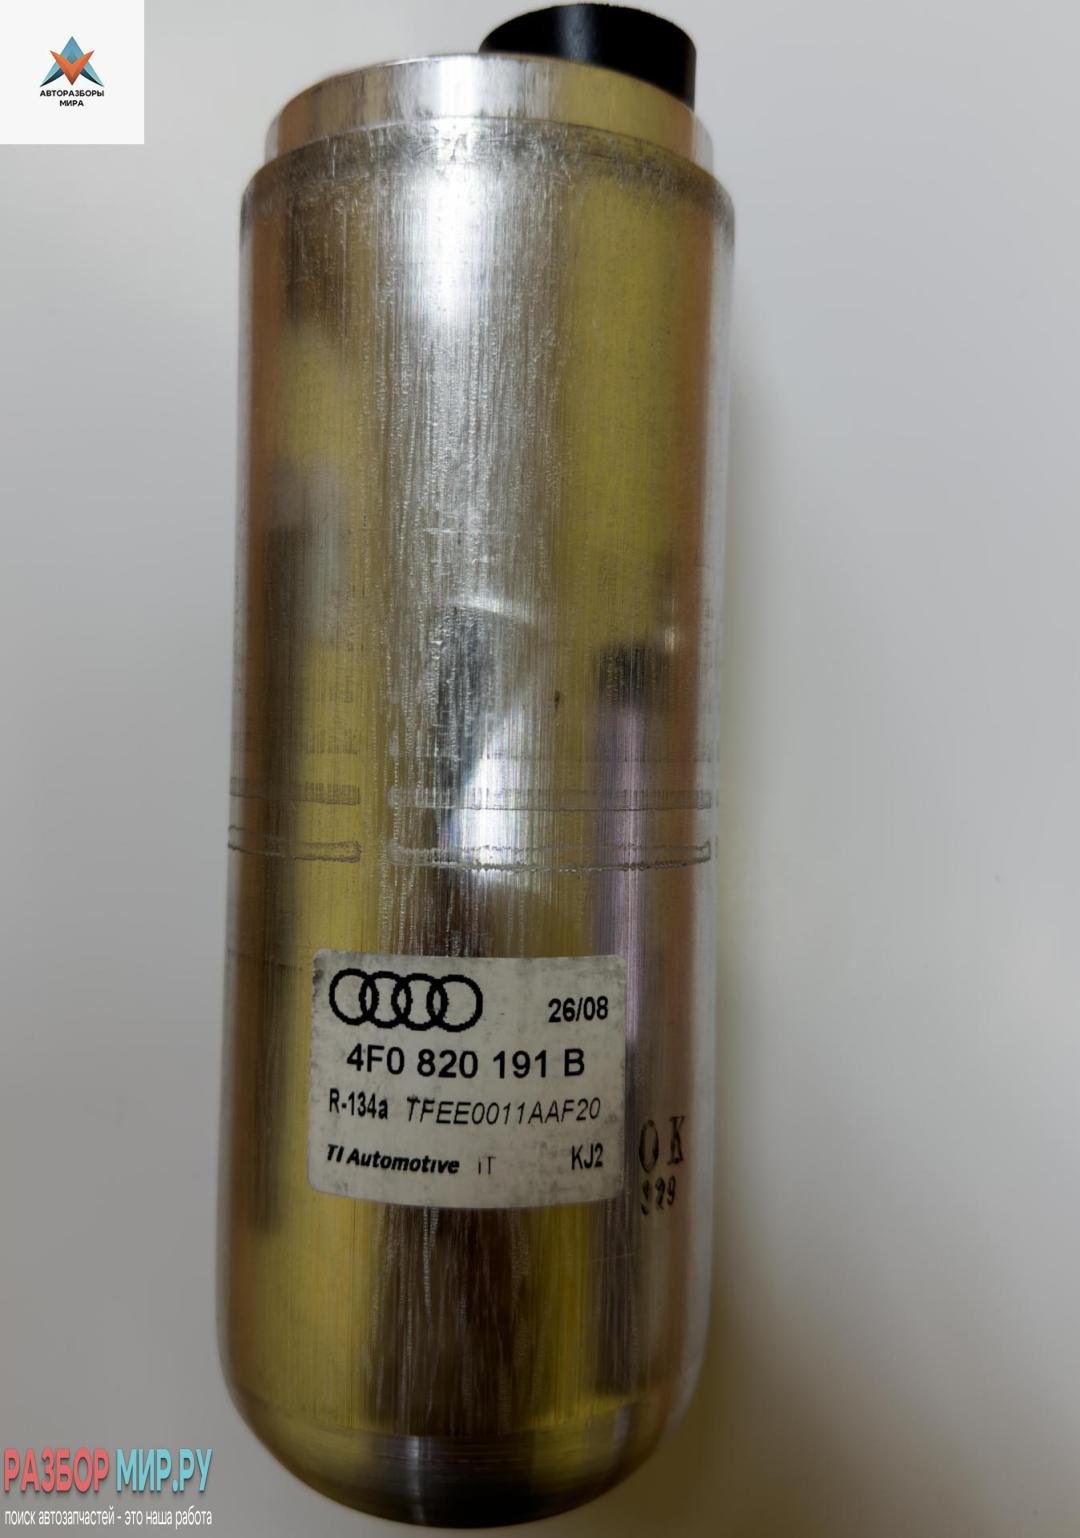 АВТОРАЗБОРЫ
МИРА
26/08
4F0 820 191 B
R-134a TFEE0011AAF20
TI Automotive IT KJ2
OK
РАЗБОР МИР.РУ
поиск автозапчастей - это наша работа